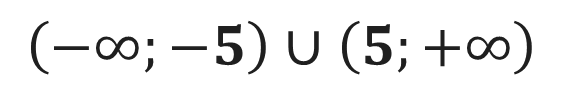 (−∞; −5) ∪ (5; +∞)